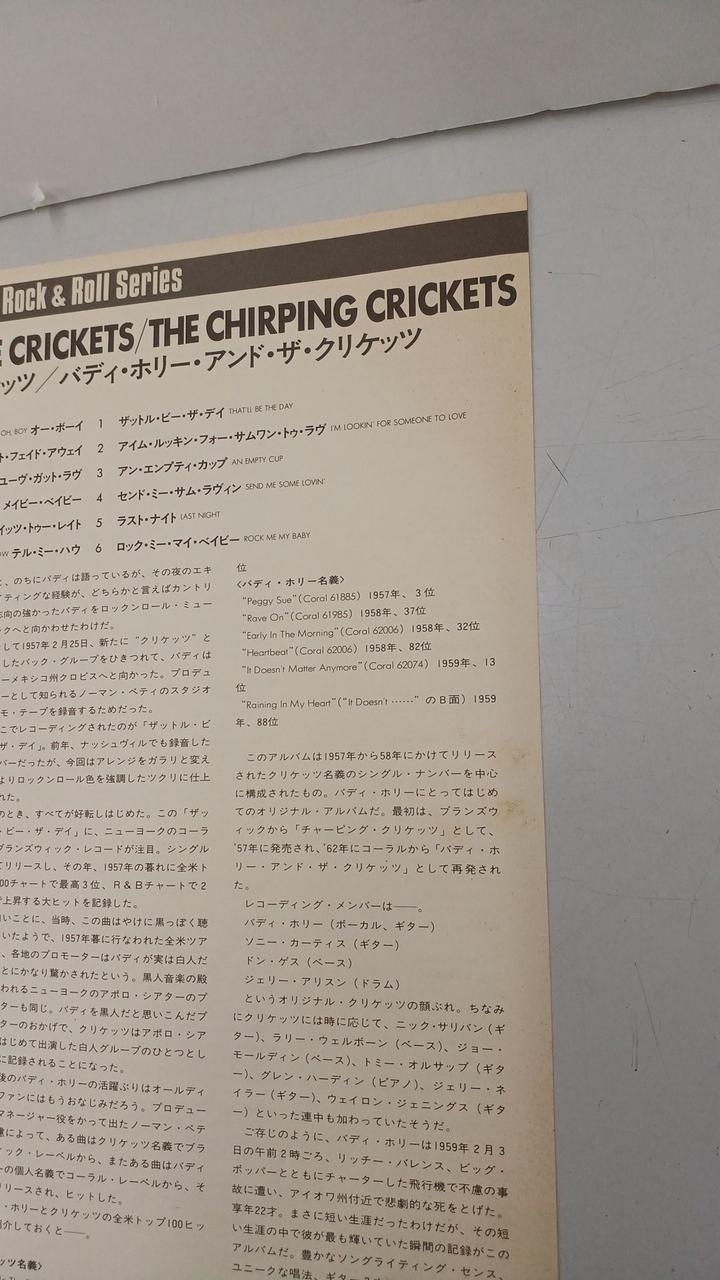 Rock & Roll Series
E CRICKETS/THE CHIRPING CRICKETS
ッツ／バディ・ホリー・アンド・ザ・クリケッツ
OH, BOY オー・ボーイ 1 ザットル・ビー・ザ・デイ THAT'LL BE THE DAY
ト・フェイド・アウェイ 2 アイム・ルッキン・フォー・サムワン・トゥ・ラヴ I'M LOOKIN' FOR SOMEONE TO LOVE
ユーヴ・ガット・ラヴ 3 アン・エンプティ・カップ AN EMPTY CUP
メイビー・ベイビー 4 センド・ミー・サム・ラヴィン SEND ME SOME LOVIN'
イッツ・トゥー・レイト 5 ラスト・ナイト LAST NIGHT
OW テル・ミー・ハウ 6 ロック・ミー・マイ・ベイビー ROCK ME MY BABY
と、のちにバディは語っているが、その夜のエキ
イティングな経験が、どちらかと言えばカントリ
志向の強かったバディをロックンロール・ミュー
ックへと向かわせたわけだ。
して1957年2月25日、新たに“クリケッツ”と
したバック・グループをひきつれて、バディは
ーメキシコ州クロビスへと向かった。プロデュ
ーとして知られるノーマン・ペティのスタジオ
モ・テープを録音するためだった。
こでレコーディングされたのが「ザットル・ビ
ザ・デイ」。前年、ナッシュヴィルでも録音した
バーだったが、今回はアレンジをガラリと変え
よりロックンロール色を強調したツクリに仕上
れた。
のとき、すべてが好転しはじめた。この「ザッ
・ビー・ザ・デイ」に、ニューヨークのコーラ
ブランズウィック・レコードが注目。シングル
てリリースし、その年、1957年の暮れに全米ト
00チャートで最高3位、R＆Bチャートで2
で上昇する大ヒットを記録した。
白いことに、当時、この曲はやけに黒っぽく聴
いたようで、1957年暮に行なわれた全米ツア
、各地のプロモーターはバディが実は白人だ
とにかなり驚かされたという。黒人音楽の殿
われるニューヨークのアポロ・シアターのプ
ターも同じ。バディを黒人だと思いこんだプ
ターのおかげで、クリケッツはアポロ・シア
はじめて出演した白人グループのひとつとし
に記録されることになった。
後のバディ・ホリーの活躍ぶりはオールディ
ファンにはもうおなじみだろう。プロデュー
マネージャー役をかって出たノーマン・ペテ
慮によって、ある曲はクリケッツ名義でブラ
ィック・レーベルから、またある曲はバディ
ーの個人名義でコーラル・レーベルから、そ
リリースされ、ヒットした。
・ホリーとクリケッツの全米トップ100ヒッ
紹介しておくと——。
ッツ名義〉
位
〈バディ・ホリー名義〉
“Peggy Sue”(Coral 61885) 1957年、3位
“Rave On”(Coral 61985) 1958年、37位
“Early In The Morning”(Coral 62006) 1958年、32位
“Heartbeat”(Coral 62006) 1958年、82位
“It Doesn't Matter Anymore”(Coral 62074) 1959年、13
位
“Raining In My Heart”(“It Doesn't ……” のB面) 1959
年、88位
このアルバムは1957年から58年にかけてリリース
されたクリケッツ名義のシングル・ナンバーを中心
に構成されたもの。バディ・ホリーにとってはじめ
てのオリジナル・アルバムだ。最初は、ブランズウ
ィックから「チャーピング・クリケッツ」として、
'57年に発売され、'62年にコーラルから「バディ・ホ
リー・アンド・ザ・クリケッツ」として再発され
た。
レコーディング・メンバーは——。
バディ・ホリー（ボーカル、ギター）
ソニー・カーティス（ギター）
ドン・ゲス（ベース）
ジェリー・アリスン（ドラム）
というオリジナル・クリケッツの顔ぶれ。ちなみ
にクリケッツには時に応じて、ニック・サリバン（ギ
ター）、ラリー・ウェルボーン（ベース）、ジョー・
モールディン（ベース）、トミー・オルサップ（ギタ
ー）、グレン・ハーディン（ピアノ）、ジェリー・ネ
イラー（ギター）、ウェイロン・ジェニングス（ギタ
ー）といった連中も加わっていたそうだ。
ご存じのように、バディ・ホリーは1959年2月3
日の午前2時ごろ、リッチー・バレンス、ビッグ・
ボッパーとともにチャーターした飛行機で不慮の事
故に遭い、アイオワ州付近で悲劇的な死をとげた。
享年22才。まさに短い生涯だったわけだが、その短
い生涯の中で彼が最も輝いていた瞬間の記録がこの
アルバムだ。豊かなソングライティング・センス、
ユニークな唱法、ギター